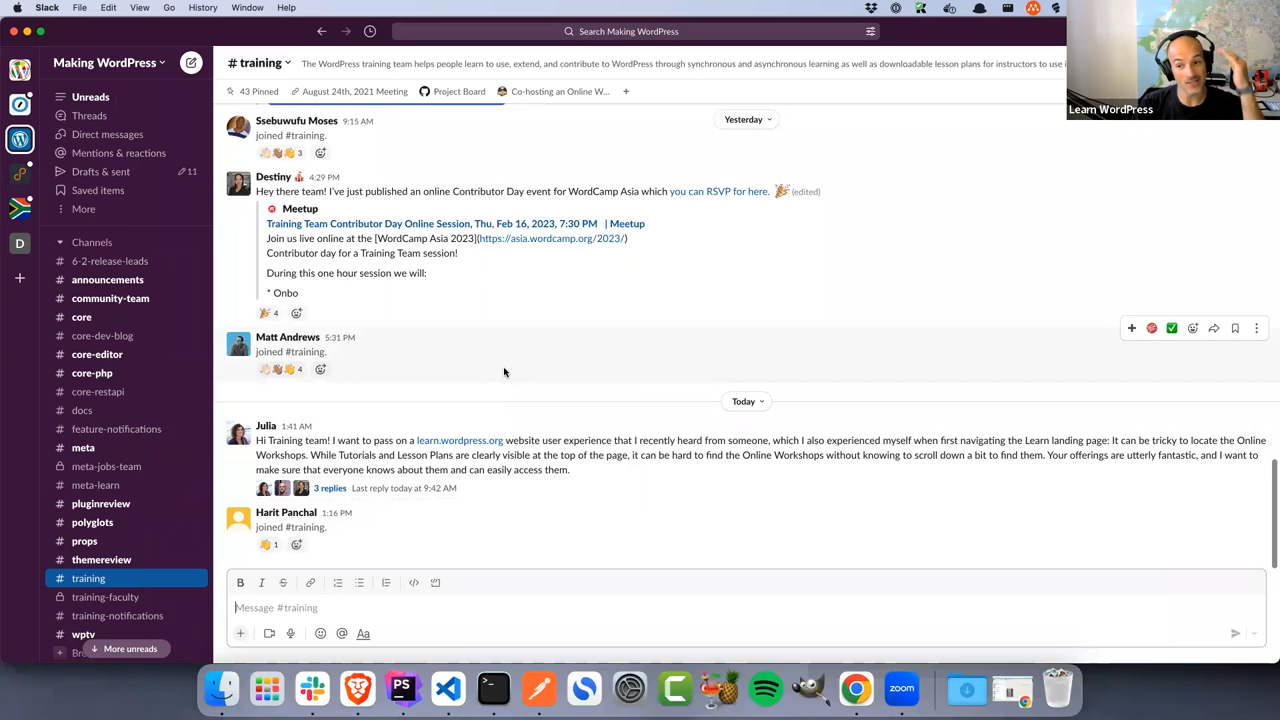 Slack File Edit View Go History Window Help
Search Making WordPress
Making WordPress
# training
The WordPress training team helps people learn to use, extend, and contribute to WordPress through synchronous and asynchronous learning as well as downloadable lesson plans for instructors to use
Learn WordPress
43 Pinned
August 24th, 2021 Meeting
Project Board
Co-hosting an Online W...
Unreads
Threads
Direct messages
Mentions & reactions
Drafts & sent
11
Saved items
More
Channels
# 6-2-release-leads
# announcements
# community-team
# core
# core-dev-blog
# core-editor
# core-php
# core-restapi
# docs
# feature-notifications
# meta
meta-jobs-team
# meta-learn
# pluginreview
# polyglots
# props
# themereview
# training
training-faculty
# training-notifications
# wptv
More unreads
D
Yesterday
Ssebuwufu Moses 9:15 AM
joined #training.
3
Destiny 4:29 PM
Hey there team! I've just published an online Contributor Day event for WordCamp Asia which you can RSVP for here. (edited)
Meetup
Training Team Contributor Day Online Session, Thu, Feb 16, 2023, 7:30 PM | Meetup
Join us live online at the [WordCamp Asia 2023](https://asia.wordcamp.org/2023/)
Contributor day for a Training Team session!
During this one hour session we will:
* Onbo
4
Matt Andrews 5:31 PM
joined #training.
4
Today
Julia 1:41 AM
Hi Training team! I want to pass on a learn.wordpress.org website user experience that I recently heard from someone, which I also experienced myself when first navigating the Learn landing page: It can be tricky to locate the Online
Workshops. While Tutorials and Lesson Plans are clearly visible at the top of the page, it can be hard to find the Online Workshops without knowing to scroll down a bit to find them. Your offerings are utterly fantastic, and I want to
make sure that everyone knows about them and can easily access them.
3 replies Last reply today at 9:42 AM
Harit Panchal 1:16 PM
joined #training.
1
Message #training
Aa
PS
zoom